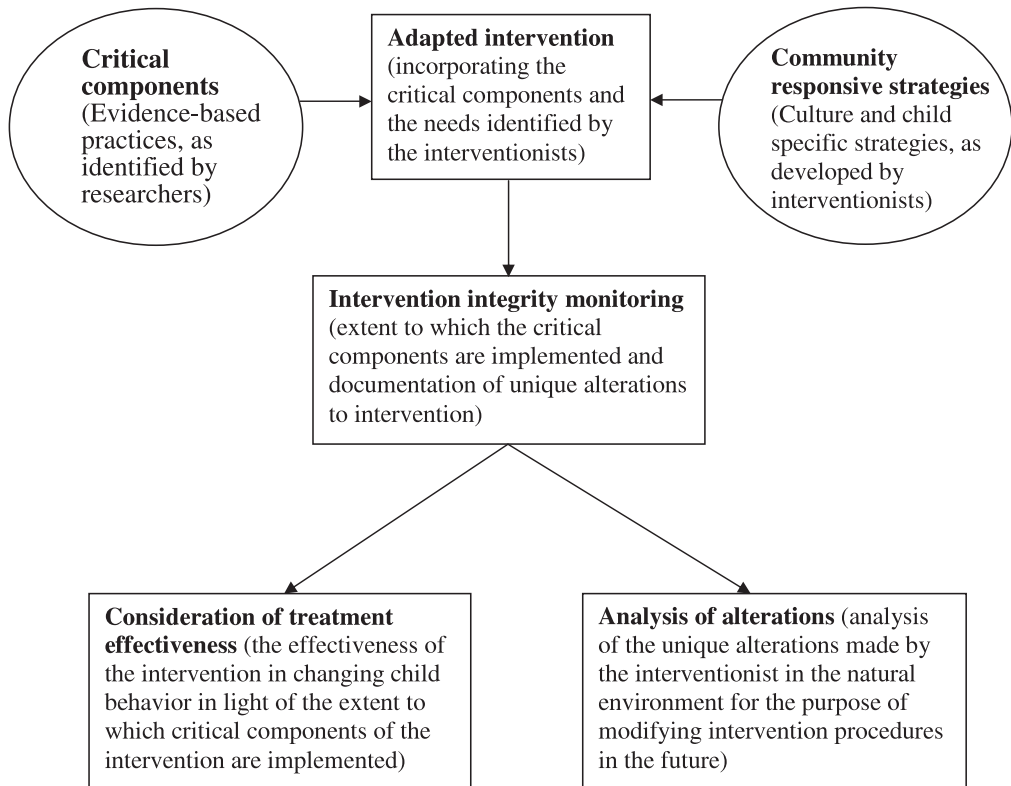 Critical
components
(Evidence-based
practices, as
identified by
researchers)
Adapted intervention
(incorporating the
critical components and
the needs identified by
the interventionists)
Community
responsive strategies
(Culture and child
specific strategies, as
developed by
interventionists)
Intervention integrity monitoring
(extent to which the critical
components are implemented and
documentation of unique alterations
to intervention)
Consideration of treatment
effectiveness (the effectiveness of
the intervention in changing child
behavior in light of the extent to
which critical components of the
intervention are implemented)
Analysis of alterations (analysis
of the unique alterations made by
the interventionist in the natural
environment for the purpose of
modifying intervention procedures
in the future)